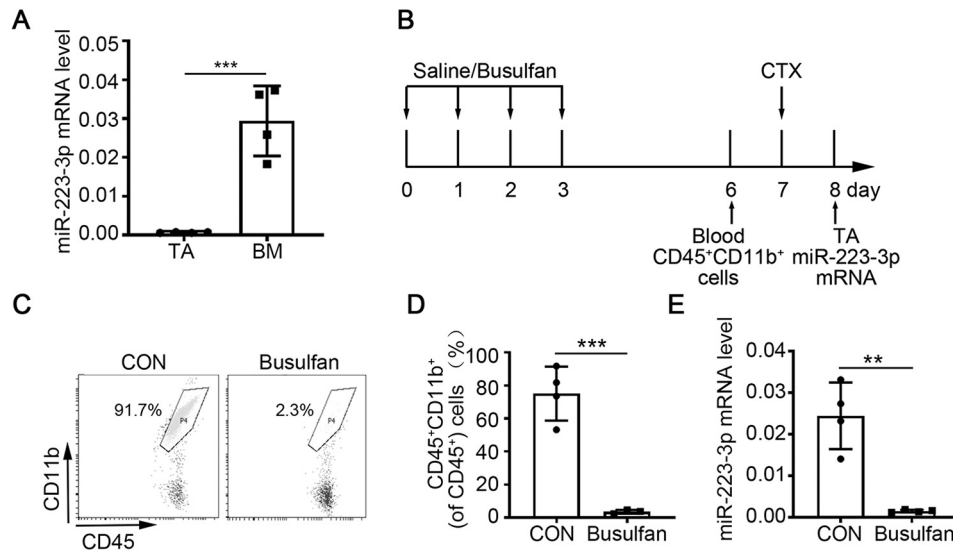 A
miR-223-3p mRNA level
0.05
0.04
0.03
0.02
0.01
0.00
***
TA
BM
B
Saline/Busulfan
CTX
0
1
2
3
6
7
8 day
Blood
CD45⁺CD11b⁺
cells
TA
miR-223-3p
mRNA
C
CON
Busulfan
91.7%
P4
2.3%
P4
CD11b
CD45
D
CD45⁺CD11b⁺
(of CD45⁺) cells (%)
100
80
60
40
20
0
***
CON
Busulfan
E
miR-223-3p mRNA level
0.04
0.03
0.02
0.01
0.00
**
CON
Busulfan